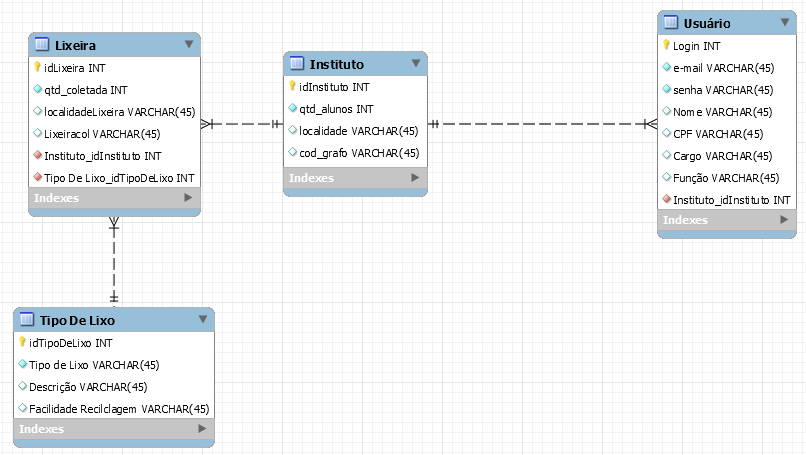 Lixeira
idLixeira INT
qtd_coletada INT
localidadeLixeira VARCHAR(45)
Lixeiracol VARCHAR(45)
Instituto_idInstituto INT
Tipo De Lixo_idTipoDeLixo INT
Indexes
Instituto
idInstituto INT
qtd_alunos INT
localidade VARCHAR(45)
cod_grafo VARCHAR(45)
Indexes
Usuário
Login INT
e-mail VARCHAR(45)
senha VARCHAR(45)
Nome VARCHAR(45)
CPF VARCHAR(45)
Cargo VARCHAR(45)
Função VARCHAR(45)
Instituto_idInstituto INT
Indexes
Tipo De Lixo
idTipoDeLixo INT
Tipo de Lixo VARCHAR(45)
Descrição VARCHAR(45)
Facilidade Recilclagem VARCHAR(45)
Indexes